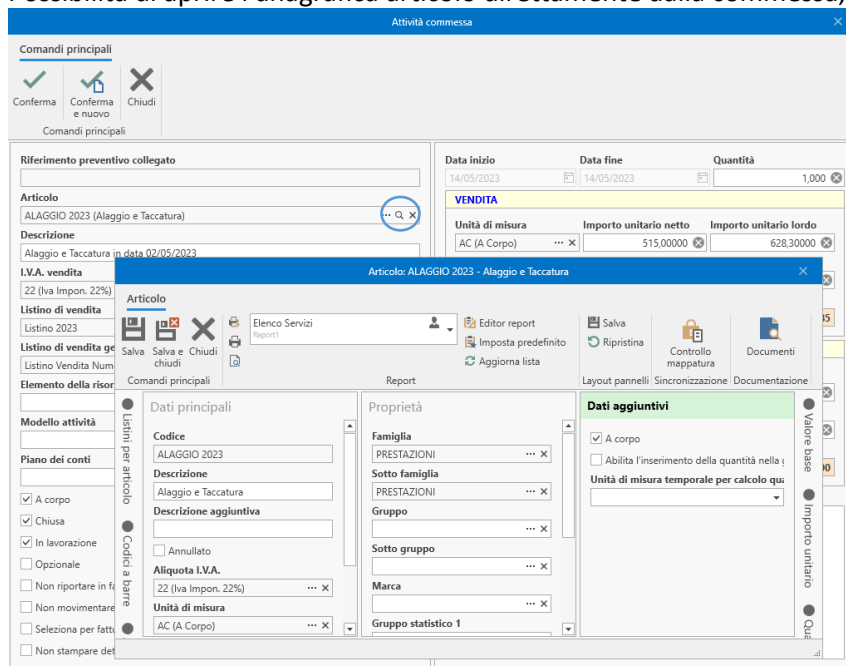 Possibilità di aprire l'anagrafica articolo direttamente dalla commessa,
Attività commessa
Comandi principali
Conferma
Conferma e nuovo
Chiudi
Comandi principali
Riferimento preventivo collegato
Articolo
ALAGGIO 2023 (Alaggio e Taccatura)
Descrizione
Alaggio e Taccatura in data 02/05/2023
I.V.A. vendita
22 (Iva Impon. 22%)
Listino di vendita
Listino 2023
Listino di vendita ge
Listino Vendita Num
Elemento della risor
Modello attività
Piano dei conti
A corpo
Chiusa
In lavorazione
Opzionale
Non riportare in fa
Non movimentare
Seleziona per fattu
Non stampare det
Data inizio
Data fine
Quantità
14/05/2023
14/05/2023
1,000
VENDITA
Unità di misura
Importo unitario netto
Importo unitario lordo
AC (A Corpo)
515,00000
628,30000
Articolo: ALAGGIO 2023 - Alaggio e Taccatura
Articolo
Salva
Salva e chiudi
Chiudi
Comandi principali
Elenco Servizi
Report1
Editor report
Imposta predefinito
Aggiorna lista
Report
Salva
Ripristina
Layout pannelli
Controllo mappatura
Sincronizzazione
Documenti
Documentazione
Listini per articolo
Codici a barre
Dati principali
Codice
ALAGGIO 2023
Descrizione
Alaggio e Taccatura
Descrizione aggiuntiva
Annullato
Aliquota I.V.A.
22 (Iva Impon. 22%)
Unità di misura
AC (A Corpo)
Proprietà
Famiglia
PRESTAZIONI
Sotto famiglia
PRESTAZIONI
Gruppo
Sotto gruppo
Marca
Gruppo statistico 1
Dati aggiuntivi
A corpo
Abilita l'inserimento della quantità nella
Unità di misura temporale per calcolo qu
Valore base
Importo unitario
Qua